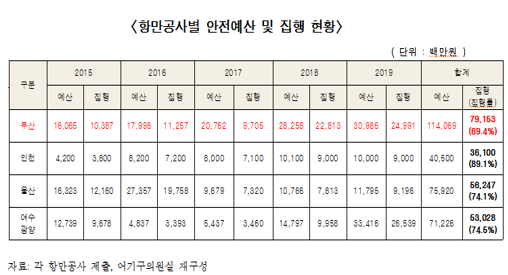 <항만공사별 안전예산 및 집행 현황>
( 단위 : 백만원 )
구분 2015 2016 2017 2018 2019 합계
예산 집행 예산 집행 예산 집행 예산 집행 예산 집행 예산 집행 (집행률)
부산 16,065 10,387 17,998 11,257 20,762 9,705 28,258 22,813 30,986 24,991 114,069 79,153 (69.4%)
인천 4,200 3,800 8,200 7,200 8,000 7,100 10,100 9,000 10,000 9,000 40,500 36,100 (89.1%)
울산 16,323 12,160 27,357 19,758 9,679 7,320 10,766 7,813 11,795 9,196 75,920 56,247 (74.1%)
여수 광양 12,739 9,678 4,837 3,393 5,437 3,460 14,797 9,958 33,416 26,539 71,226 53,028 (74.5%)
자료: 각 항만공사 제출, 어기구의원실 재구성